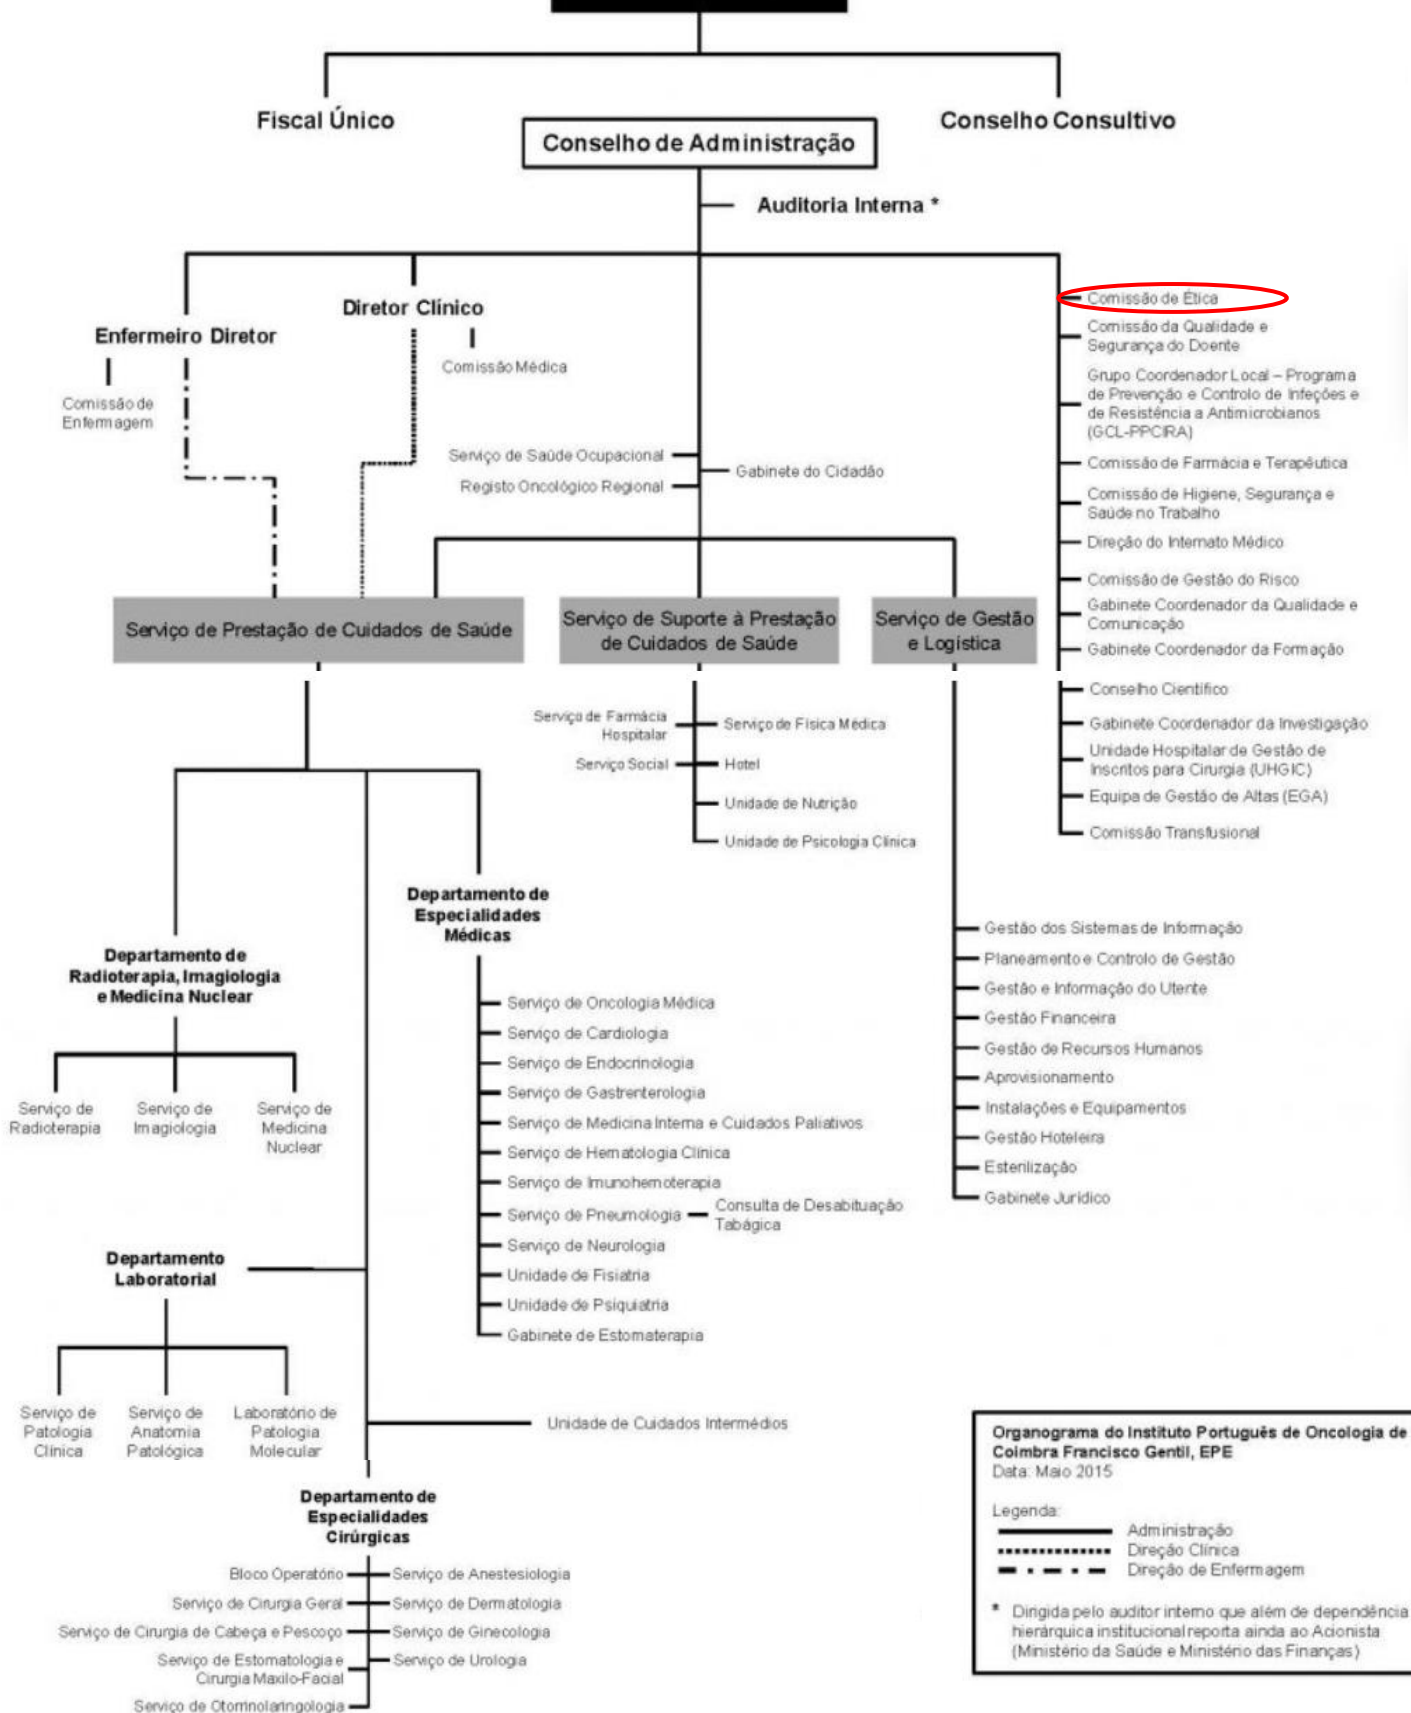 Fiscal Único
Conselho Consultivo
Conselho de Administração
Auditoria Interna *
Diretor Clínico
Enfermeiro Diretor
Comissão Médica
Comissão de
Enfermagem
Serviço de Saúde Ocupacional
Gabinete do Cidadão
Registo Oncológico Regional
Comissão de Ética
Comissão da Qualidade e
Segurança do Doente
Grupo Coordenador Local – Programa
de Prevenção e Controlo de Infeções e
de Resistência a Antimicrobianos
(GCL-PPCIRA)
Comissão de Farmácia e Terapêutica
Comissão de Higiene, Segurança e
Saúde no Trabalho
Direção do Internato Médico
Comissão de Gestão do Risco
Gabinete Coordenador da Qualidade e
Comunicação
Gabinete Coordenador da Formação
Conselho Científico
Gabinete Coordenador da Investigação
Unidade Hospitalar de Gestão de
Inscritos para Cirurgia (UHGIC)
Equipa de Gestão de Altas (EGA)
Comissão Transfusional
Serviço de Prestação de Cuidados de Saúde
Serviço de Suporte à Prestação
de Cuidados de Saúde
Serviço de Gestão
e Logística
Serviço de Farmácia
Hospitalar
Serviço de Física Médica
Serviço Social
Hotel
Unidade de Nutrição
Unidade de Psicologia Clínica
Gestão dos Sistemas de Informação
Planeamento e Controlo de Gestão
Gestão e Informação do Utente
Gestão Financeira
Gestão de Recursos Humanos
Aprovisionamento
Instalações e Equipamentos
Gestão Hoteleira
Esterilização
Gabinete Jurídico
Departamento de
Especialidades
Médicas
Serviço de Oncologia Médica
Serviço de Cardiologia
Serviço de Endocrinologia
Serviço de Gastrenterologia
Serviço de Medicina Interna e Cuidados Paliativos
Serviço de Hematologia Clínica
Serviço de Imunohemoterapia
Serviço de Pneumologia
Consulta de Desabituação
Tabágica
Serviço de Neurologia
Unidade de Fisiatria
Unidade de Psiquiatria
Gabinete de Estomaterapia
Departamento de
Radioterapia, Imagiologia
e Medicina Nuclear
Serviço de
Radioterapia
Serviço de
Imagiologia
Serviço de
Medicina
Nuclear
Departamento
Laboratorial
Serviço de
Patologia
Clínica
Serviço de
Anatomia
Patológica
Laboratório de
Patologia
Molecular
Unidade de Cuidados Intermédios
Departamento de
Especialidades
Cirúrgicas
Bloco Operatório
Serviço de Anestesiologia
Serviço de Cirurgia Geral
Serviço de Dermatologia
Serviço de Cirurgia de Cabeça e Pescoço
Serviço de Ginecologia
Serviço de Estomatologia e
Cirurgia Maxilo-Facial
Serviço de Urologia
Serviço de Otorrinolaringologia
Organograma do Instituto Português de Oncologia de
Coimbra Francisco Gentil, EPE
Data: Maio 2015
Legenda:
Administração
Direção Clínica
Direção de Enfermagem
* Dirigida pelo auditor interno que além de dependência
hierárquica institucional reporta ainda ao Acionista
(Ministério da Saúde e Ministério das Finanças)